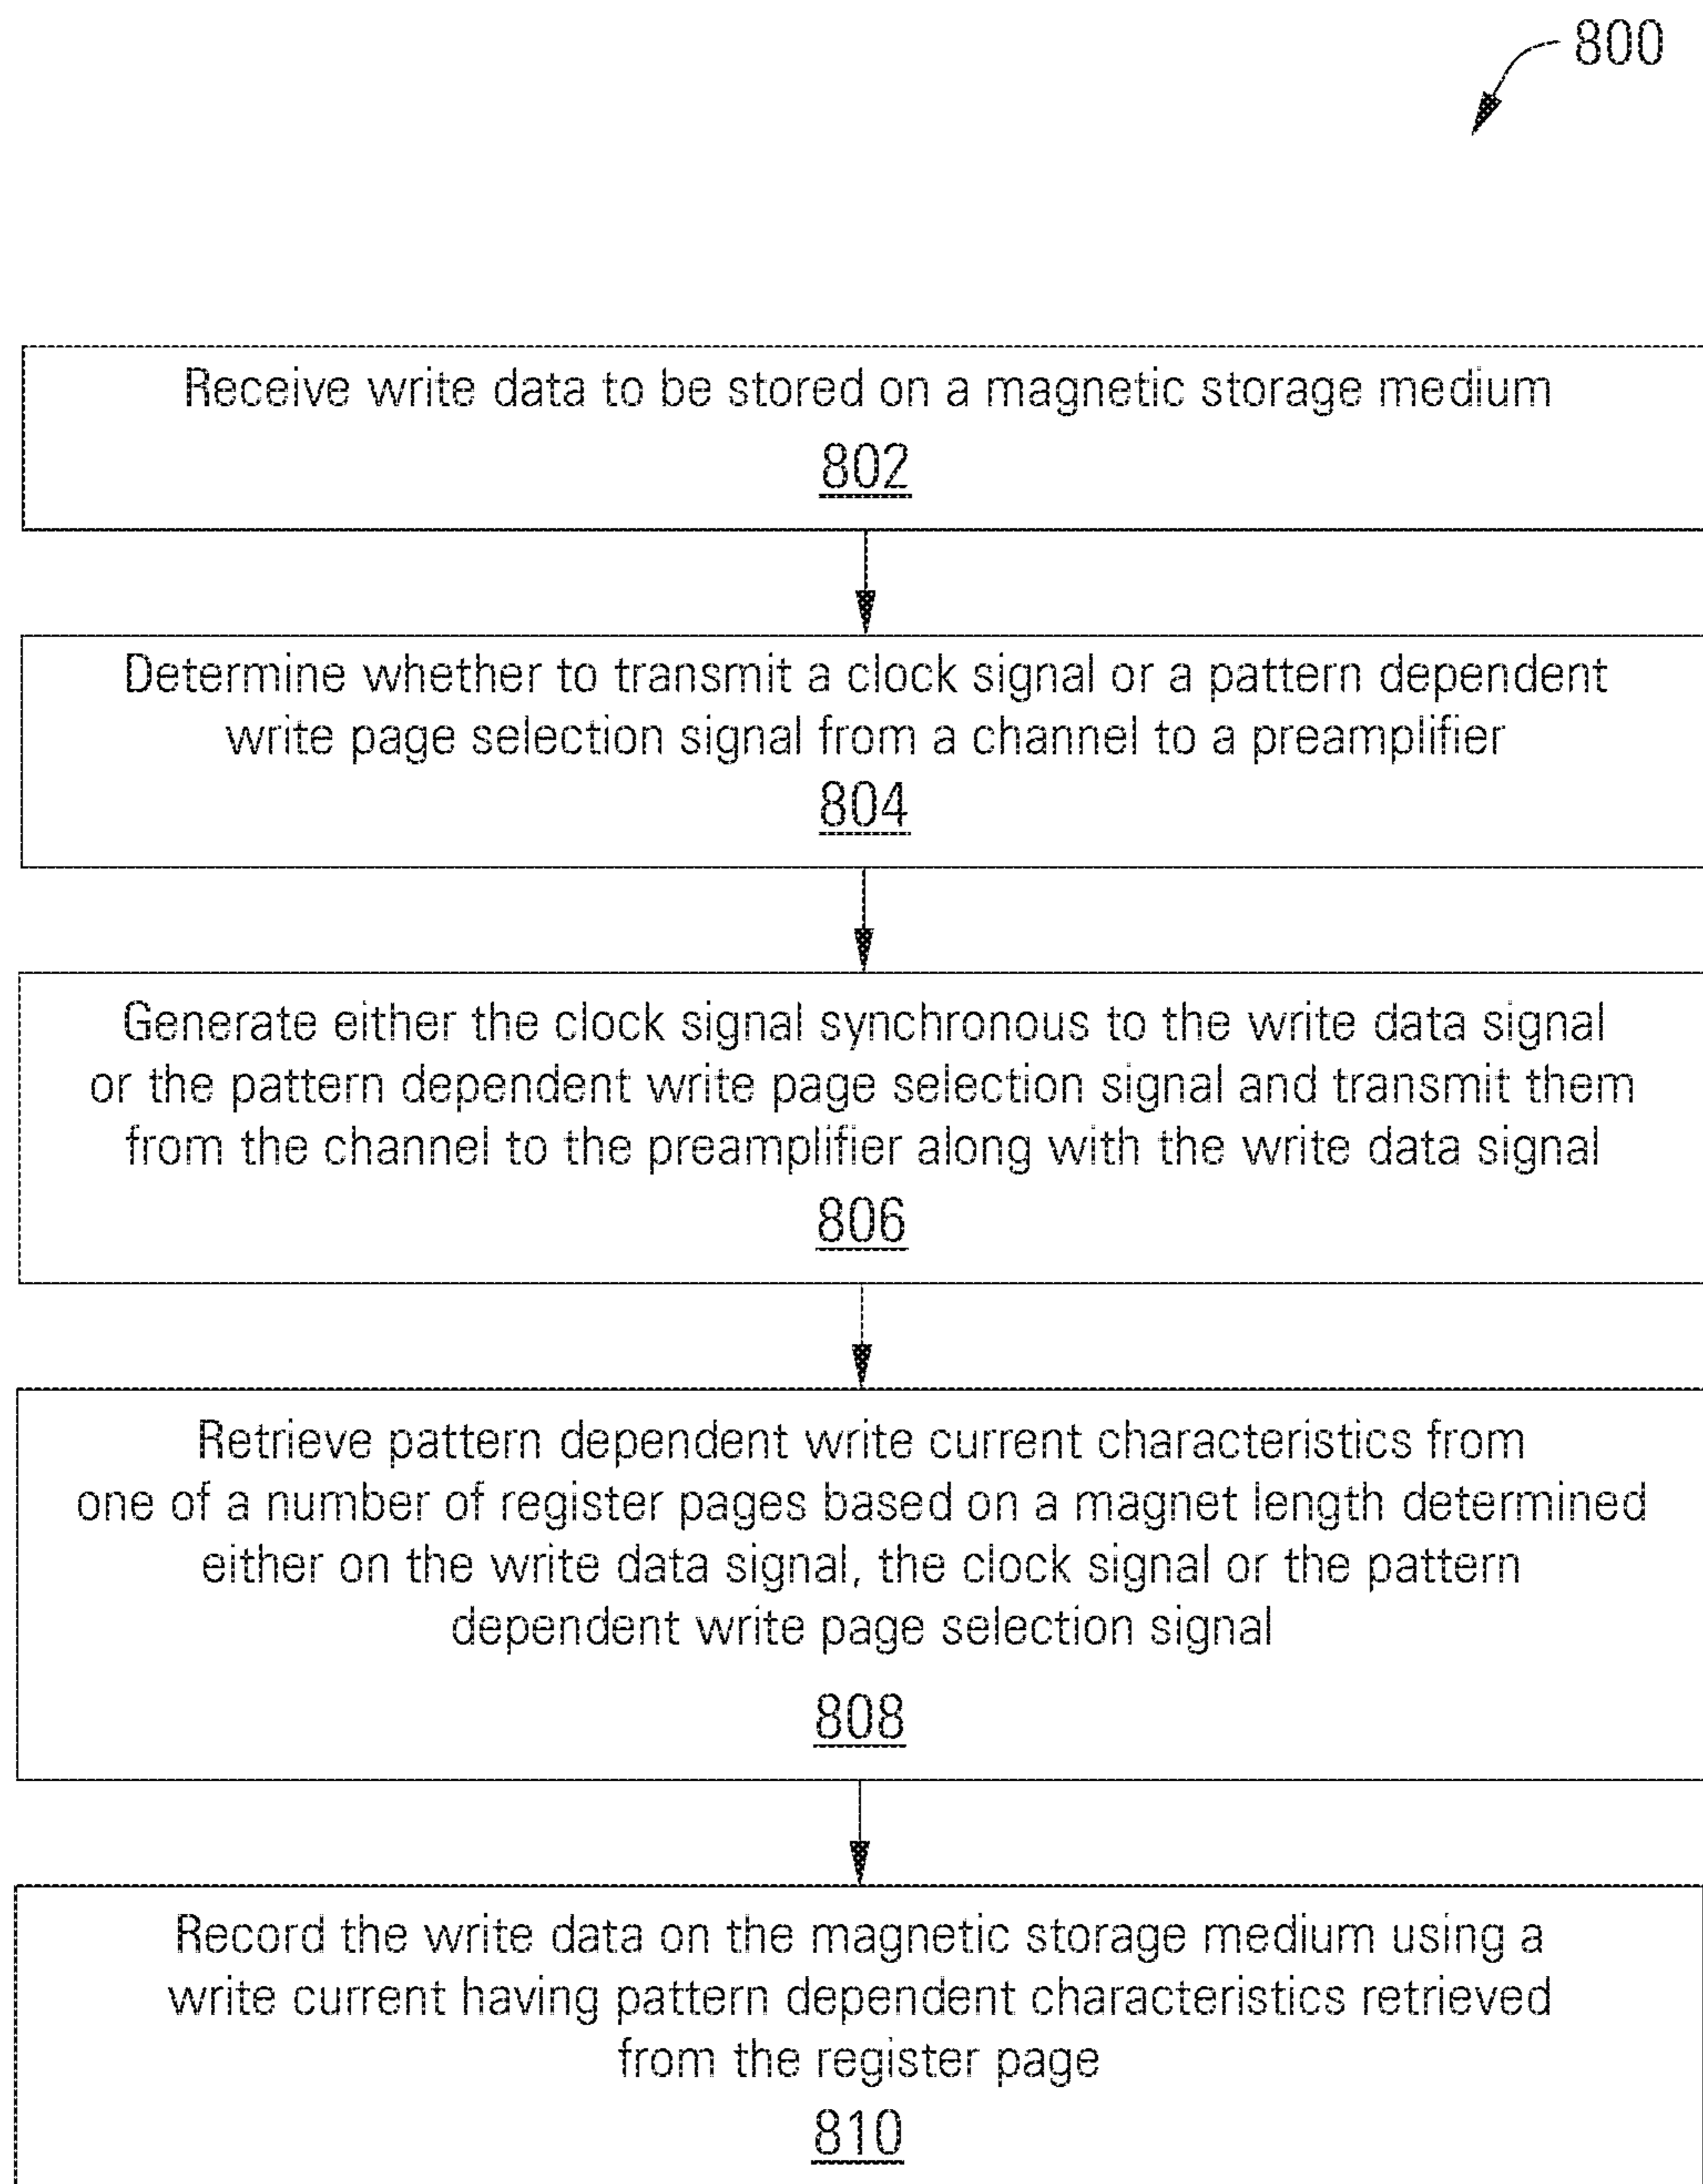 800
Receive write data to be stored on a magnetic storage medium
802
Determine whether to transmit a clock signal or a pattern dependent
write page selection signal from a channel to a preamplifier
804
Generate either the clock signal synchronous to the write data signal
or the pattern dependent write page selection signal and transmit them
from the channel to the preamplifier along with the write data signal
806
Retrieve pattern dependent write current characteristics from
one of a number of register pages based on a magnet length determined
either on the write data signal, the clock signal or the pattern
dependent write page selection signal
808
Record the write data on the magnetic storage medium using a
write current having pattern dependent characteristics retrieved
from the register page
810